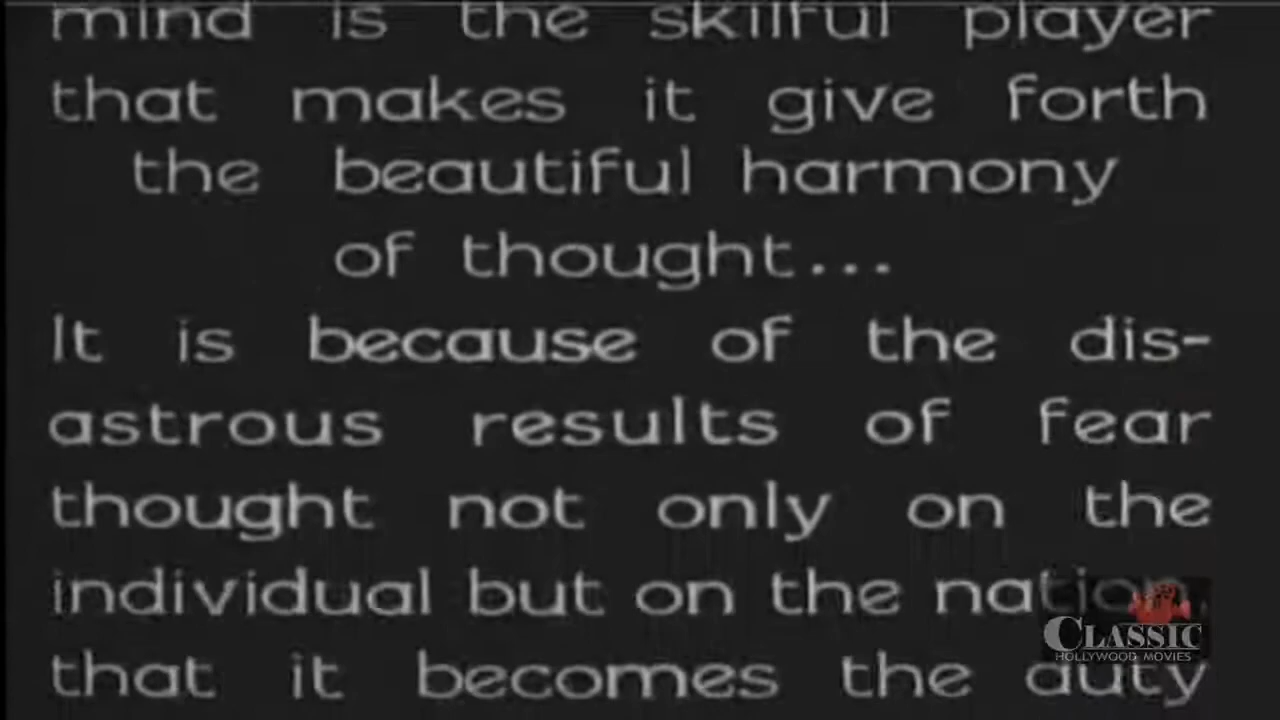 mind is the skilful player
that makes it give forth
the beautiful harmony
of thought...
It is because of the dis-
astrous results of fear
thought not only on the
individual but on the nation,
that it becomes the duty
CLASSIC
HOLLYWOOD MOVIES